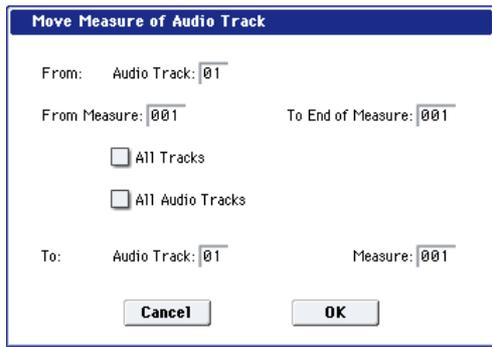 Move Measure of Audio Track
From: Audio Track: 01
From Measure: 001 To End of Measure: 001
All Tracks
All Audio Tracks
To: Audio Track: 01 Measure: 001
Cancel OK